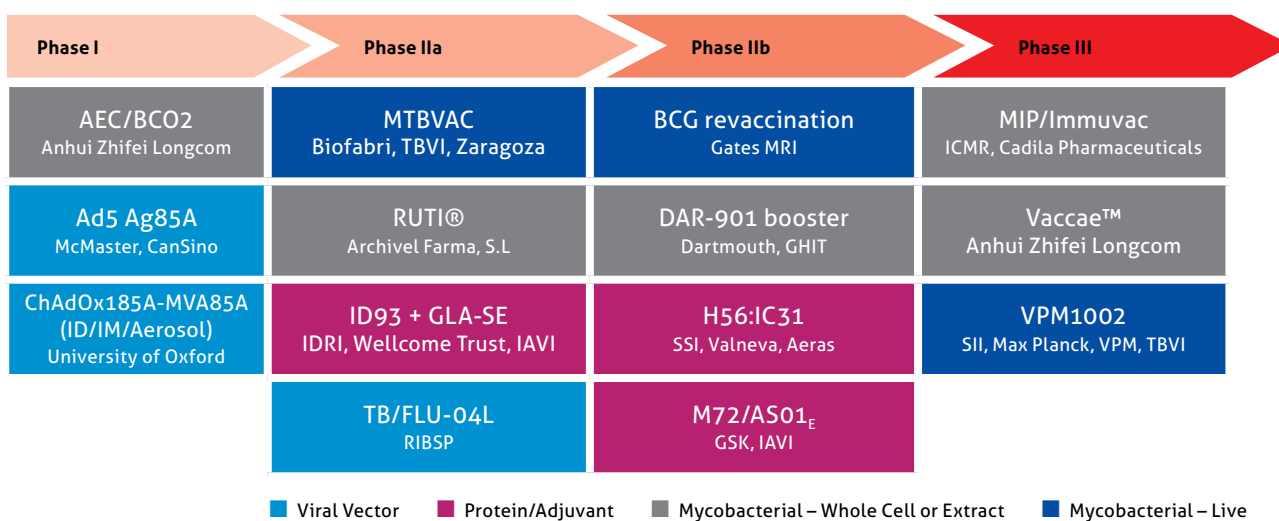 Phase I
Phase IIa
Phase IIb
Phase III
AEC/BCO2
Anhui Zhifei Longcom
MTBVAC
Biofabri, TBVI, Zaragoza
BCG revaccination
Gates MRI
MIP/Immuvac
ICMR, Cadila Pharmaceuticals
Ad5 Ag85A
McMaster, CanSino
RUTI®
Archivel Farma, S.L
DAR-901 booster
Dartmouth, GHIT
Vaccae™
Anhui Zhifei Longcom
ChAdOx185A-MVA85A
(ID/IM/Aerosol)
University of Oxford
ID93 + GLA-SE
IDRI, Wellcome Trust, IAVI
H56:IC31
SSI, Valneva, Aeras
VPM1002
SII, Max Planck, VPM, TBVI
TB/FLU-04L
RIBSP
M72/AS01E
GSK, IAVI
Viral Vector
Protein/Adjuvant
Mycobacterial – Whole Cell or Extract
Mycobacterial – Live